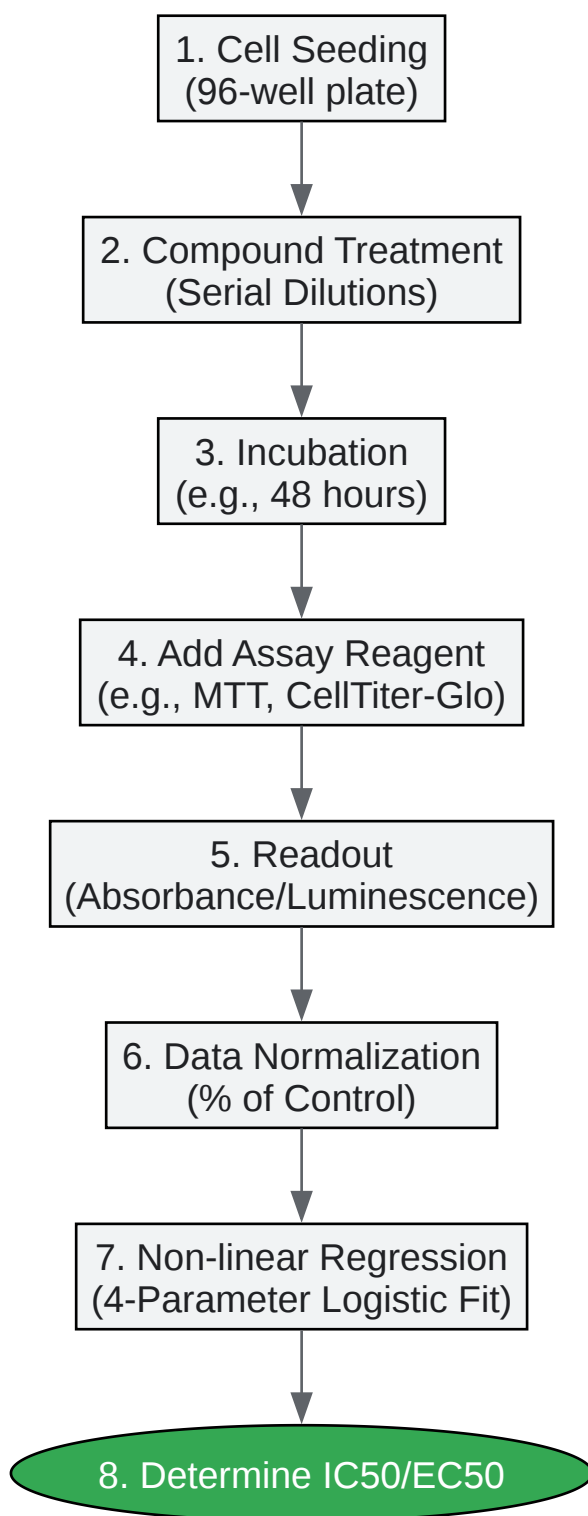 1. Cell Seeding
(96-well plate)
2. Compound Treatment
(Serial Dilutions)
3. Incubation
(e.g., 48 hours)
4. Add Assay Reagent
(e.g., MTT, CellTiter-Glo)
5. Readout
(Absorbance/Luminescence)
6. Data Normalization
(% of Control)
7. Non-linear Regression
(4-Parameter Logistic Fit)
8. Determine IC50/EC50